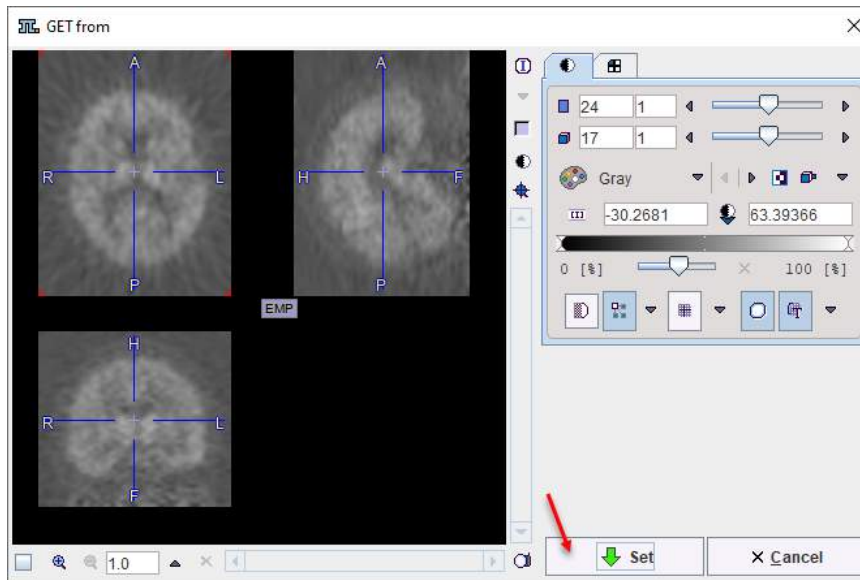 GET from
A
R
L
P
A
H
F
P
EMP
H
R
L
F
24
1
17
1
Gray
-30.2681
63.39366
0 [%]
100 [%]
1.0
Set
Cancel